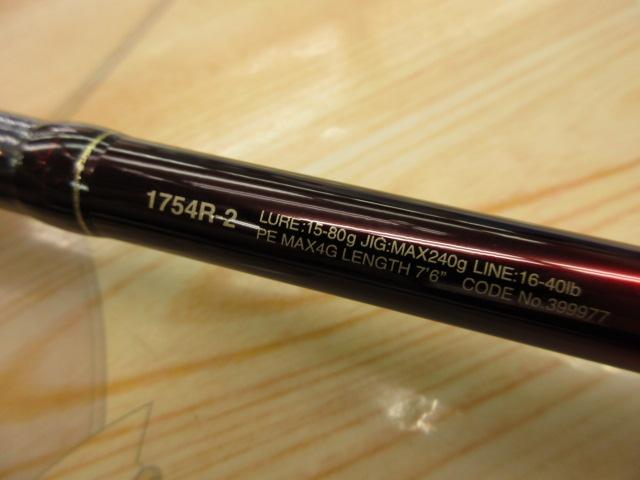 1754R-2
LURE:15-80g JIG:MAX240g LINE:16-40lb
PE MAX4G LENGTH 7'6" CODE No.399977